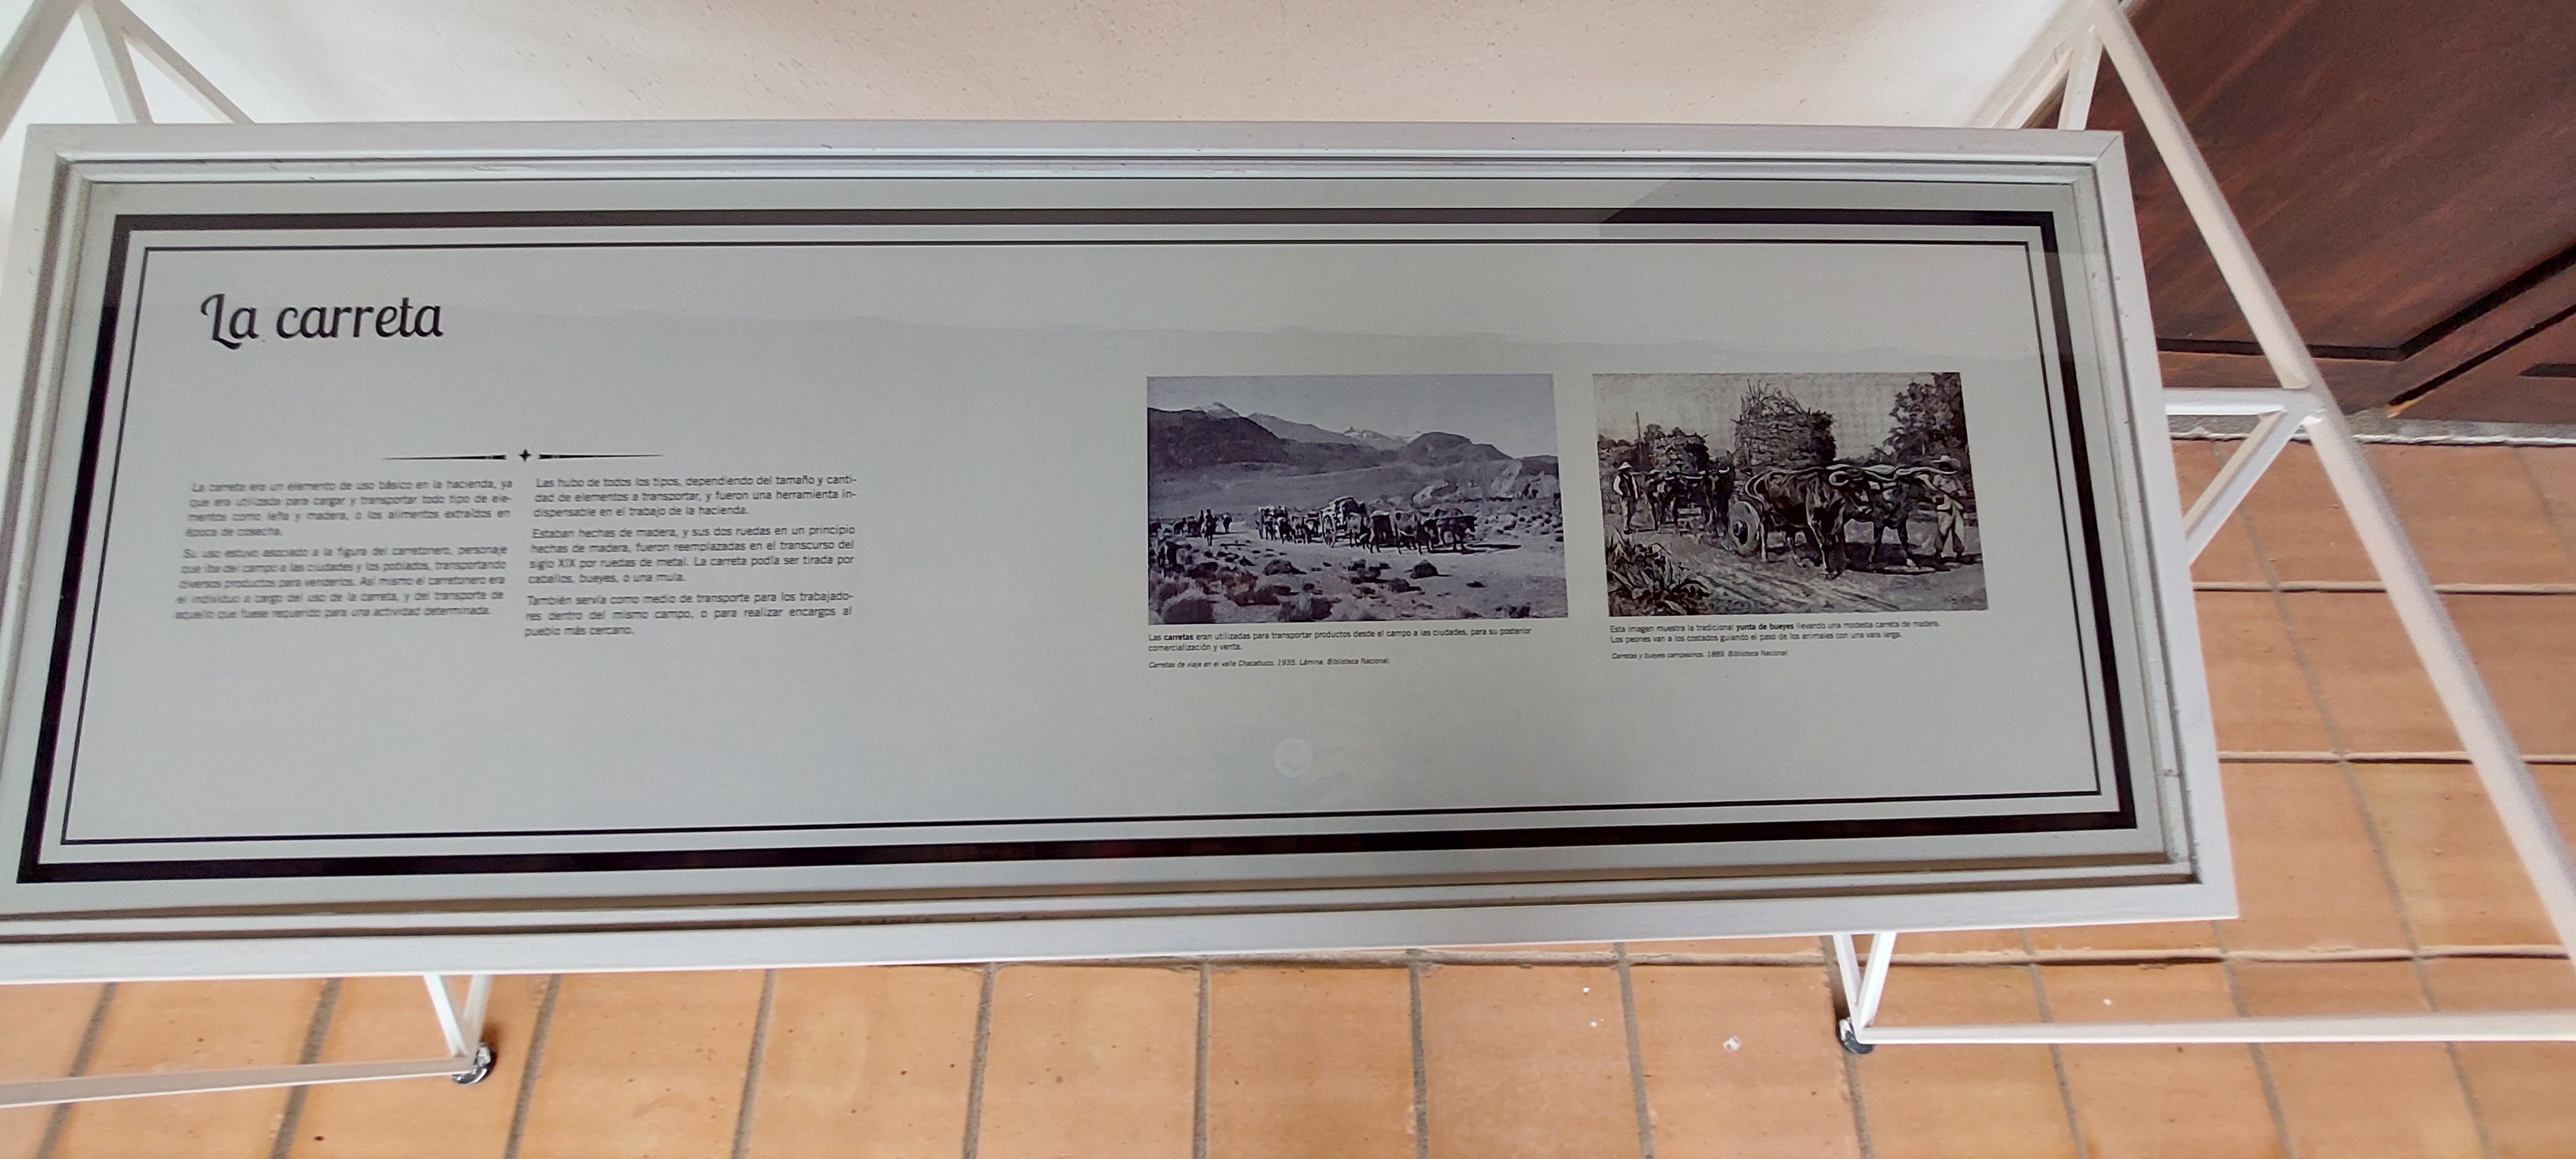 La carreta
La carreta era un elemento de uso básico en la hacienda, ya
que era utilizada para cargar y transportar todo tipo de ele-
mentos como leña y madera, o los alimentos extraídos en
época de cosecha.
Su uso estuvo asociado a la figura del carretonero, personaje
que iba del campo a las ciudades y los poblados, transportando
diversos productos para venderlos. Así mismo el carretonero era
el individuo a cargo del uso de la carreta, y del transporte de
aquello que fuese requerido para una actividad determinada.
Las hubo de todos los tipos, dependiendo del tamaño y canti-
dad de elementos a transportar, y fueron una herramienta in-
dispensable en el trabajo de la hacienda.
Estaban hechas de madera, y sus dos ruedas en un principio
hechas de madera, fueron reemplazadas en el transcurso del
siglo XIX por ruedas de metal. La carreta podía ser tirada por
caballos, bueyes, o una mula.
También servía como medio de transporte para los trabajado-
res dentro del mismo campo, o para realizar encargos al
pueblo más cercano.
Las carretas eran utilizadas para transportar productos desde el campo a las ciudades, para su posterior
comercialización y venta.
Carretas de viaje en el valle Chacabuco, 1935. Lámina. Biblioteca Nacional.
Esta imagen muestra la tradicional yunta de bueyes llevando una modesta carreta de madera.
Los peones van a los costados guiando el paso de los animales con una vara larga.
Carretas y bueyes campesinos, 1889. Biblioteca Nacional.